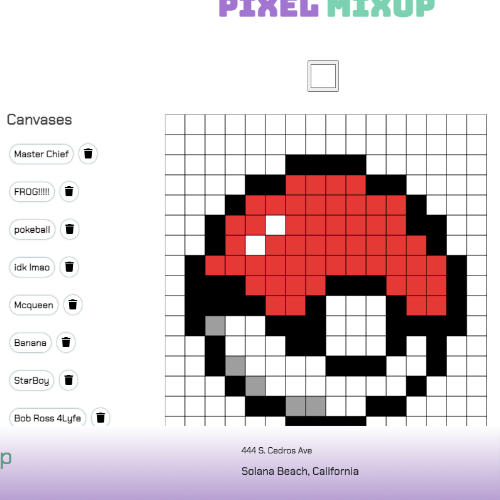 PIXEL MIXUP
Canvases
Master Chief
FROG!!!!!
pokeball
idk lmao
Mcqueen
Banana
StarBoy
Bob Ross 4Lyfe
p
444 S. Cedros Ave
Solana Beach, California